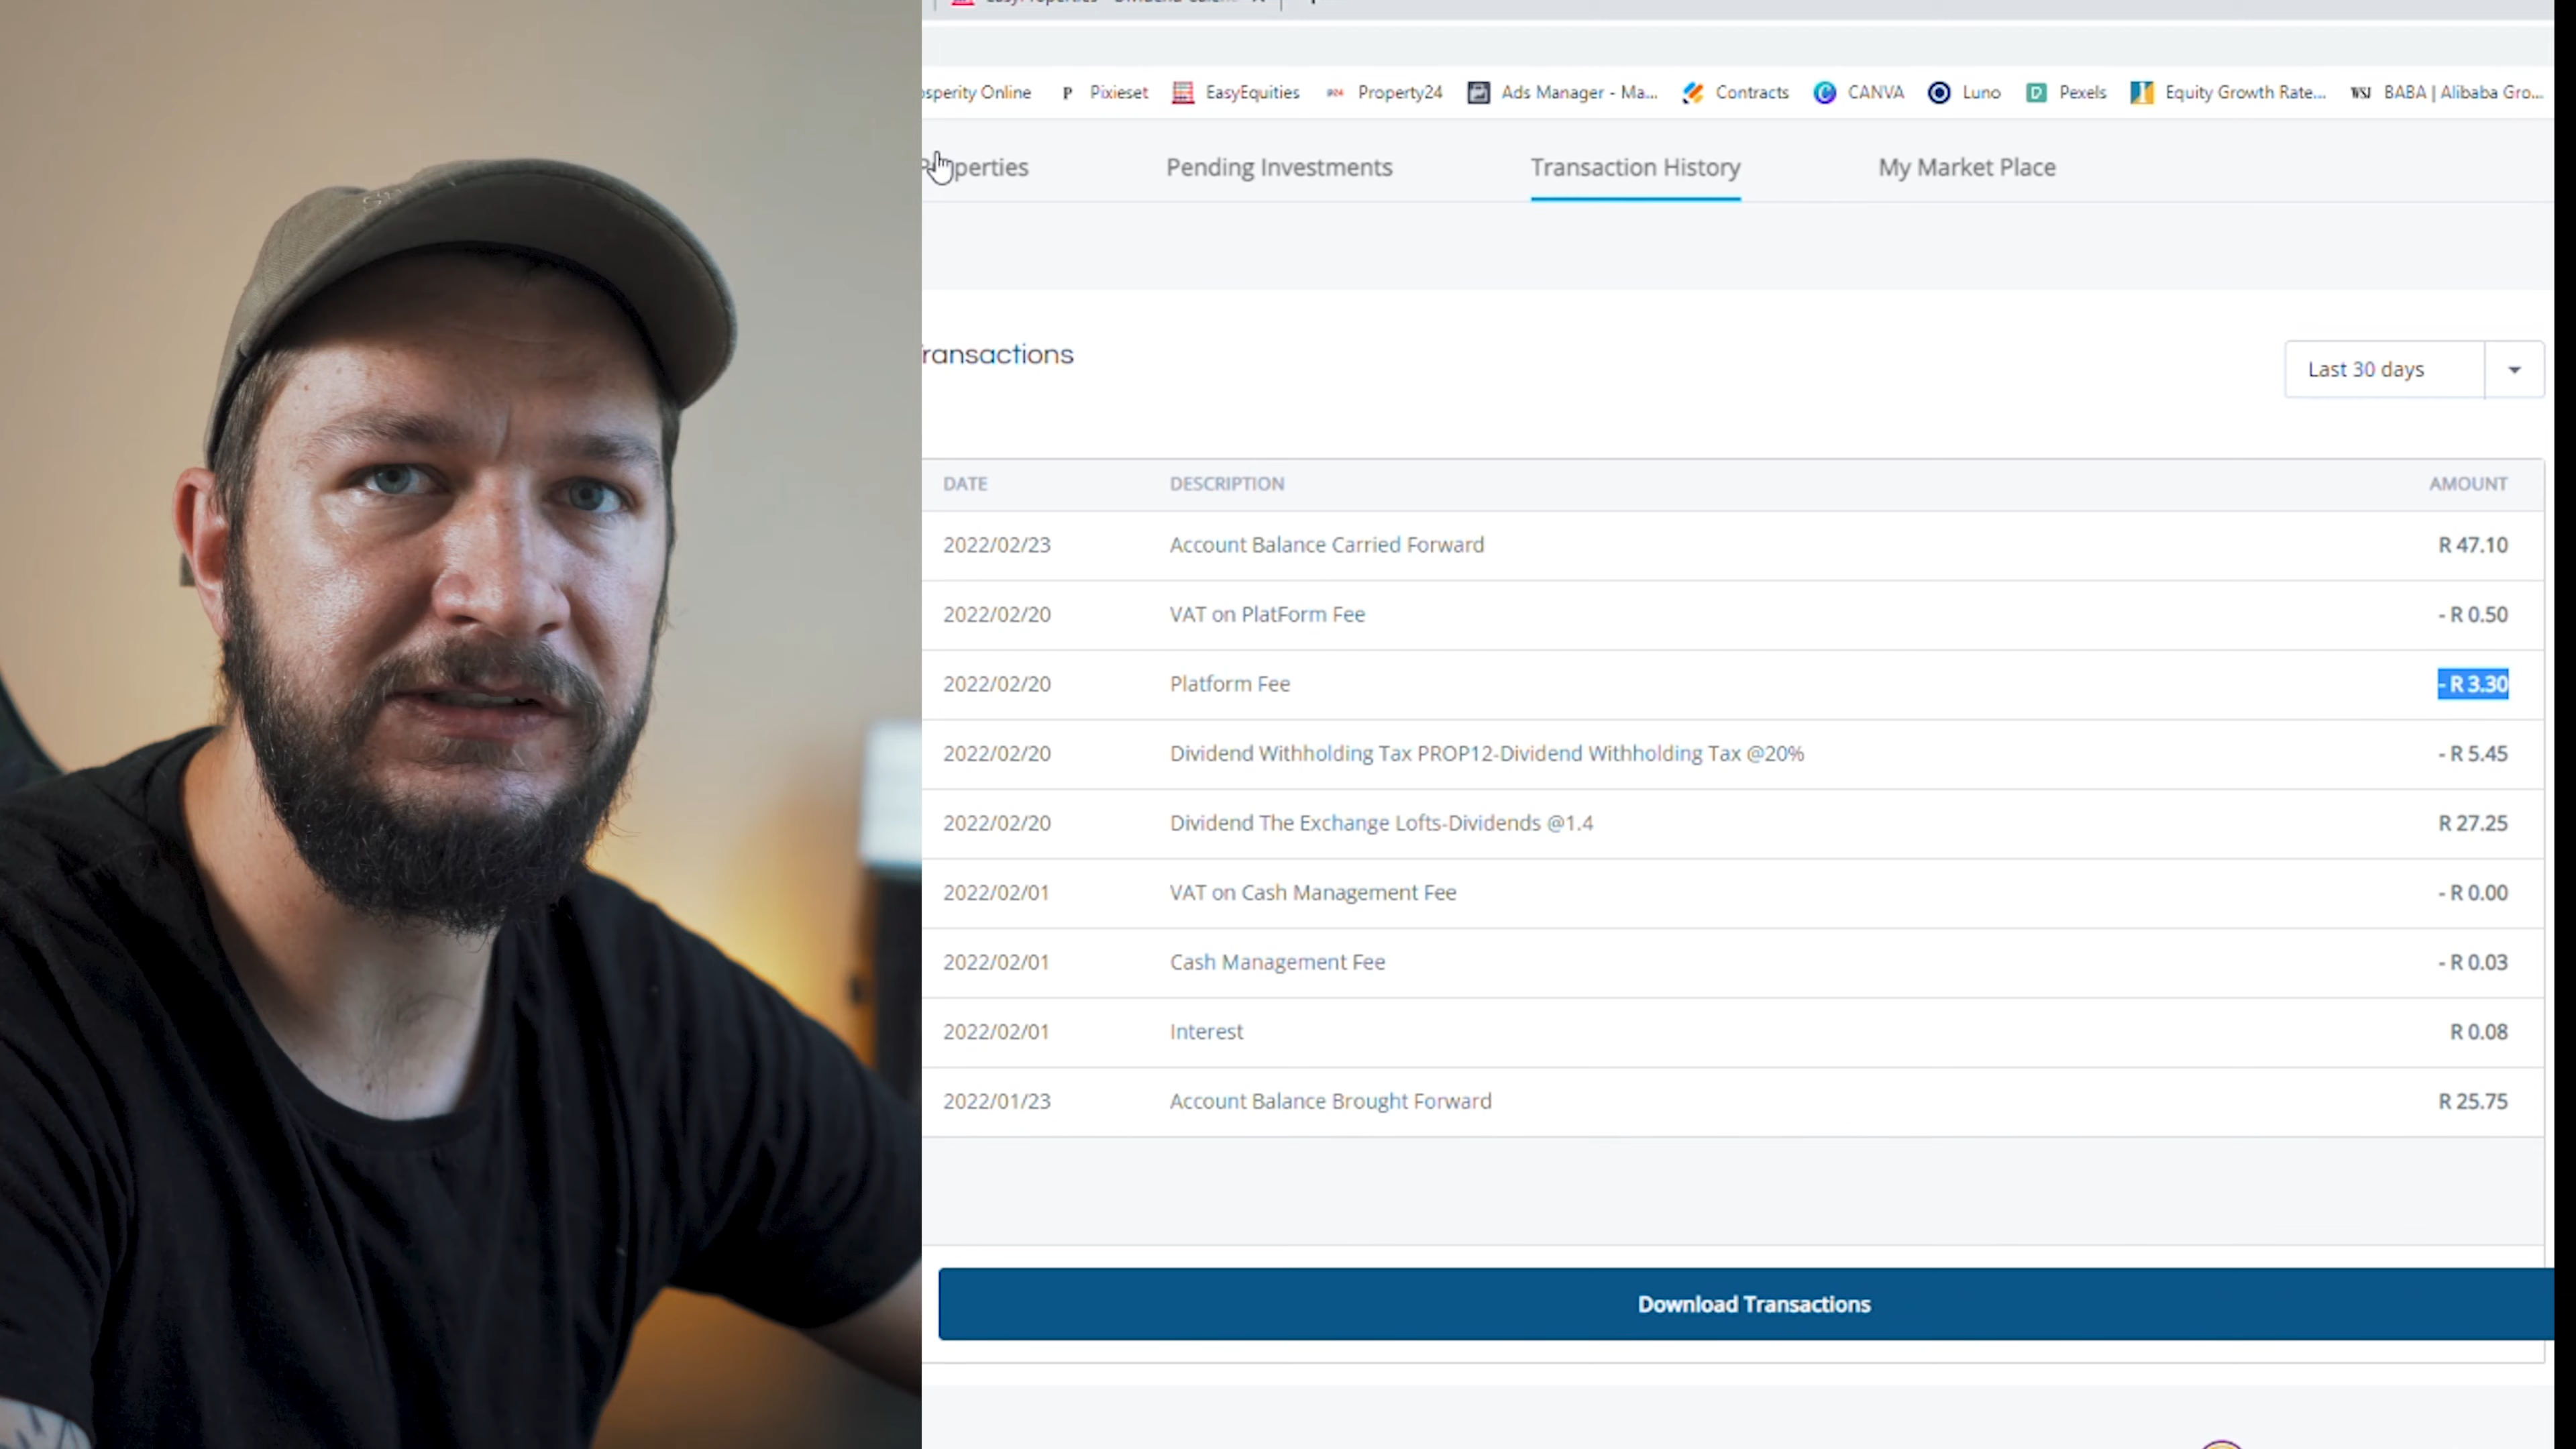 osperity Online P Pixieset EasyEquities P24 Property24 Ads Manager - Ma... Contracts CANVA Luno Pexels Equity Growth Rate... WSJ BABA | Alibaba Gro...
perties Pending Investments Transaction History My Market Place
ransactions
Last 30 days
DATE DESCRIPTION AMOUNT
2022/02/23 Account Balance Carried Forward R 47.10
2022/02/20 VAT on PlatForm Fee - R 0.50
2022/02/20 Platform Fee - R 3.30
2022/02/20 Dividend Withholding Tax PROP12-Dividend Withholding Tax @20% - R 5.45
2022/02/20 Dividend The Exchange Lofts-Dividends @1.4 R 27.25
2022/02/01 VAT on Cash Management Fee - R 0.00
2022/02/01 Cash Management Fee - R 0.03
2022/02/01 Interest R 0.08
2022/01/23 Account Balance Brought Forward R 25.75
Download Transactions